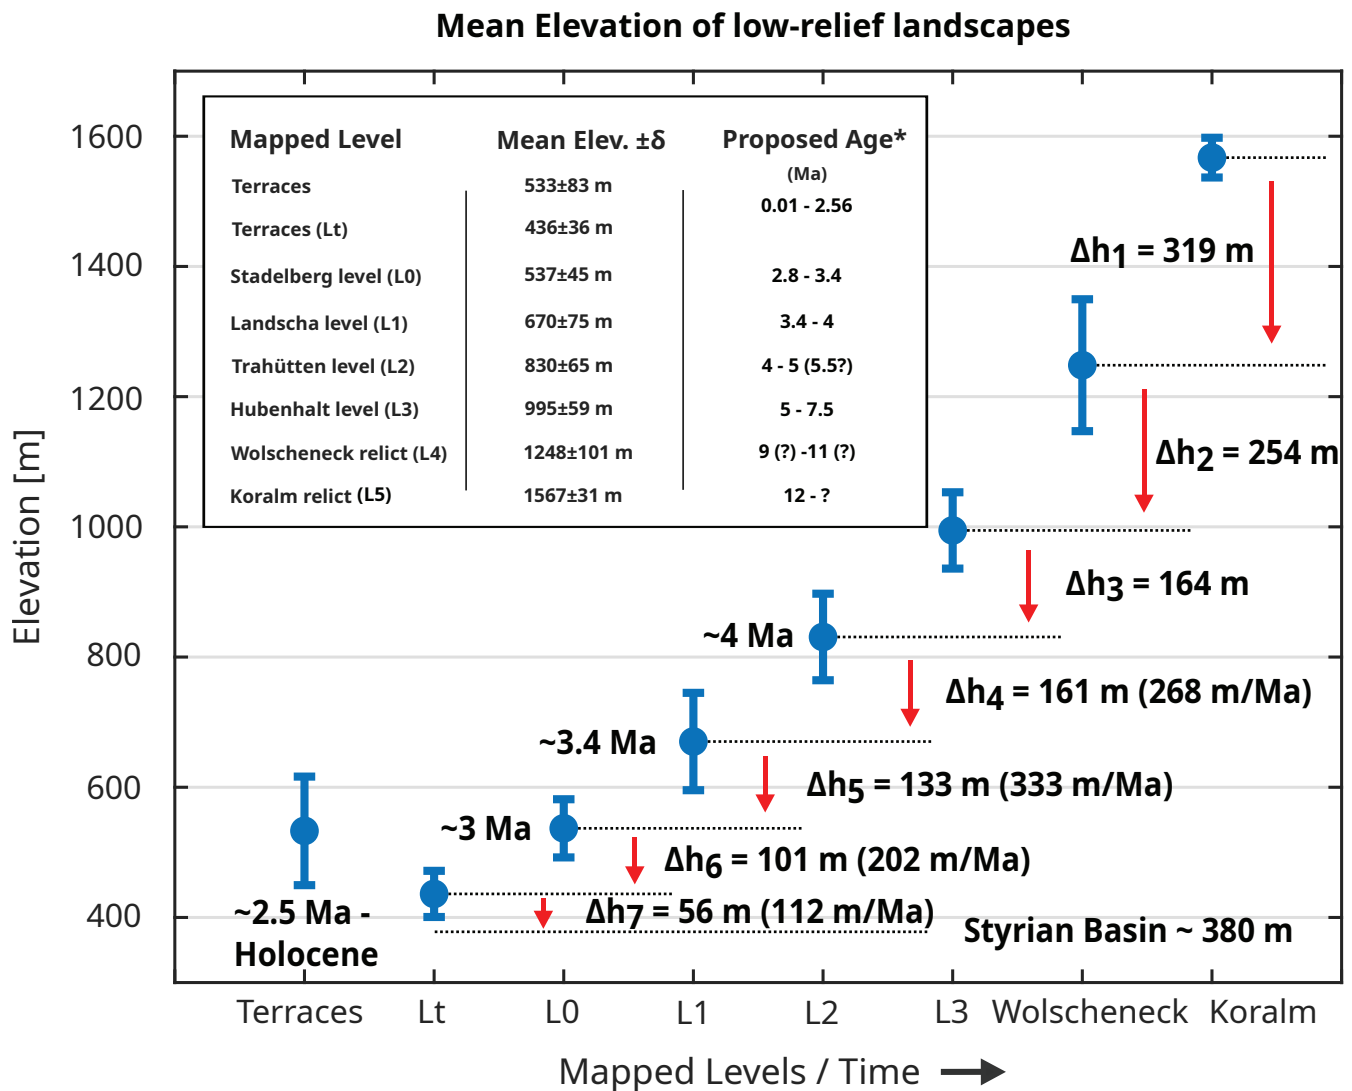 Mean Elevation of low-relief landscapes
Mapped Level Mean Elev. ±δ Proposed Age*
(Ma)
Terraces 533±83 m
0.01 - 2.56
Terraces (Lt) 436±36 m
Stadelberg level (L0) 537±45 m 2.8 - 3.4
Landscha level (L1) 670±75 m 3.4 - 4
Trahütten level (L2) 830±65 m 4 - 5 (5.5?)
Hubenhalt level (L3) 995±59 m 5 - 7.5
Wolscheneck relict (L4) 1248±101 m 9 (?) -11 (?)
Koralm relict (L5) 1567±31 m 12 - ?
Elevation [m]
1600
1400
1200
1000
800
600
400
Δh1 = 319 m
Δh2 = 254 m
Δh3 = 164 m
~4 Ma
Δh4 = 161 m (268 m/Ma)
~3.4 Ma
Δh5 = 133 m (333 m/Ma)
~3 Ma
Δh6 = 101 m (202 m/Ma)
Δh7 = 56 m (112 m/Ma)
~2.5 Ma -
Holocene
Styrian Basin ~ 380 m
Terraces Lt L0 L1 L2 L3 Wolscheneck Koralm
Mapped Levels / Time